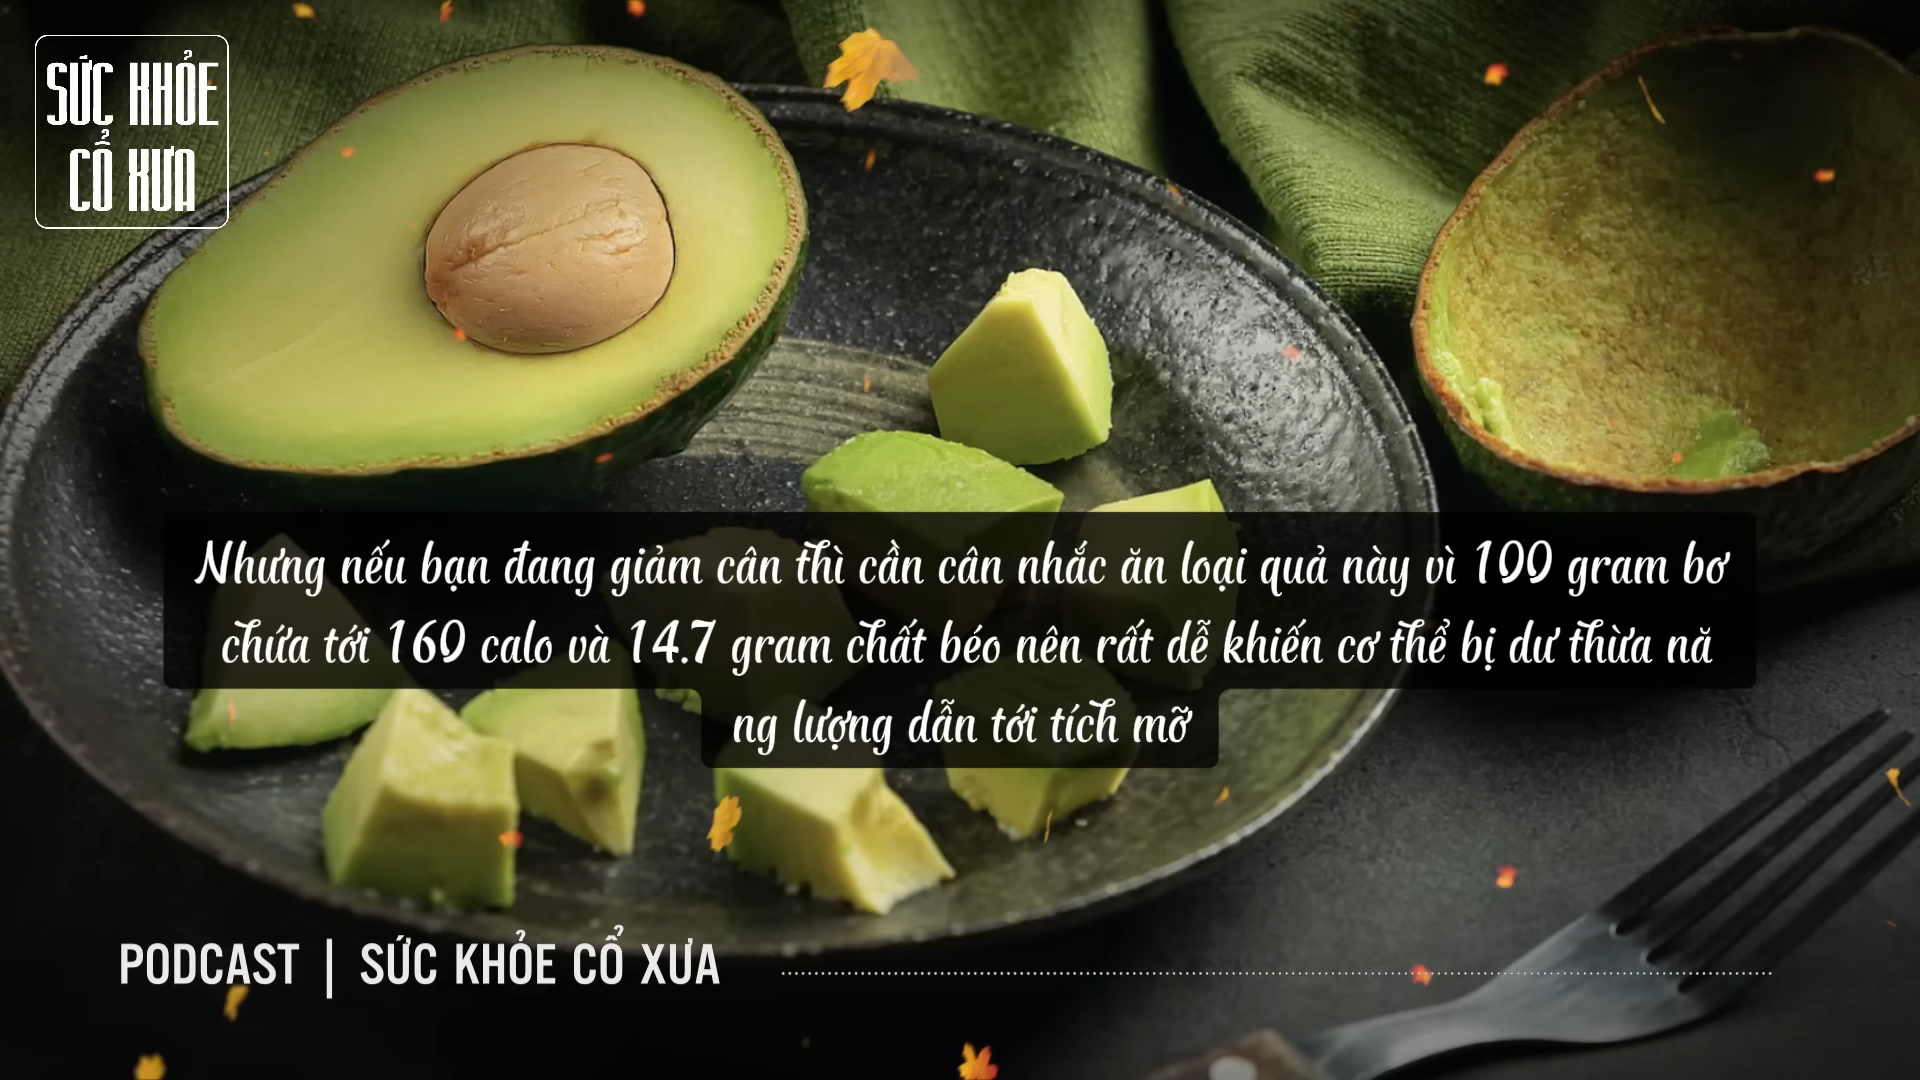 SỨC KHỎE
CỔ XƯA
Nhưng nếu bạn đang giảm cân thì cần cân nhắc ăn loại quả này vì 100 gram bơ
chứa tới 160 calo và 14.7 gram chất béo nên rất dễ khiến cơ thể bị dư thừa nă
ng lượng dẫn tới tích mỡ
PODCAST | SỨC KHỎE CỔ XƯA